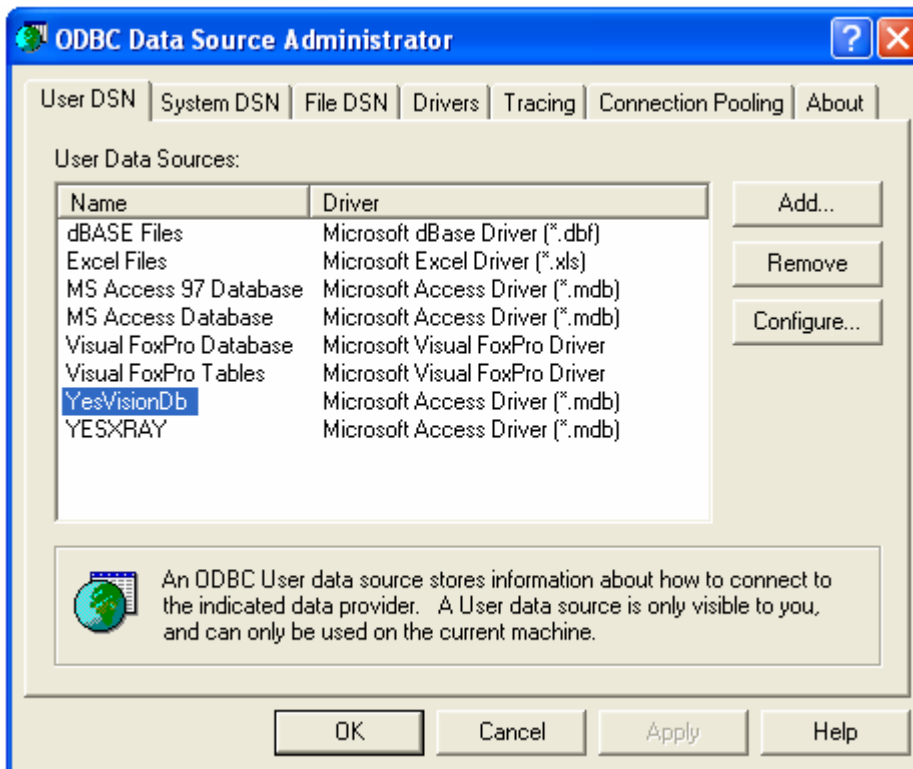 ODBC Data Source Administrator
User DSN System DSN File DSN Drivers Tracing Connection Pooling About
User Data Sources:
Name Driver
dBASE Files Microsoft dBase Driver (*.dbf)
Excel Files Microsoft Excel Driver (*.xls)
MS Access 97 Database Microsoft Access Driver (*.mdb)
MS Access Database Microsoft Access Driver (*.mdb)
Visual FoxPro Database Microsoft Visual FoxPro Driver
Visual FoxPro Tables Microsoft Visual FoxPro Driver
YesVisionDb Microsoft Access Driver (*.mdb)
YESXRAY Microsoft Access Driver (*.mdb)
Add...
Remove
Configure...
An ODBC User data source stores information about how to connect to
the indicated data provider. A User data source is only visible to you,
and can only be used on the current machine.
OK Cancel Apply Help